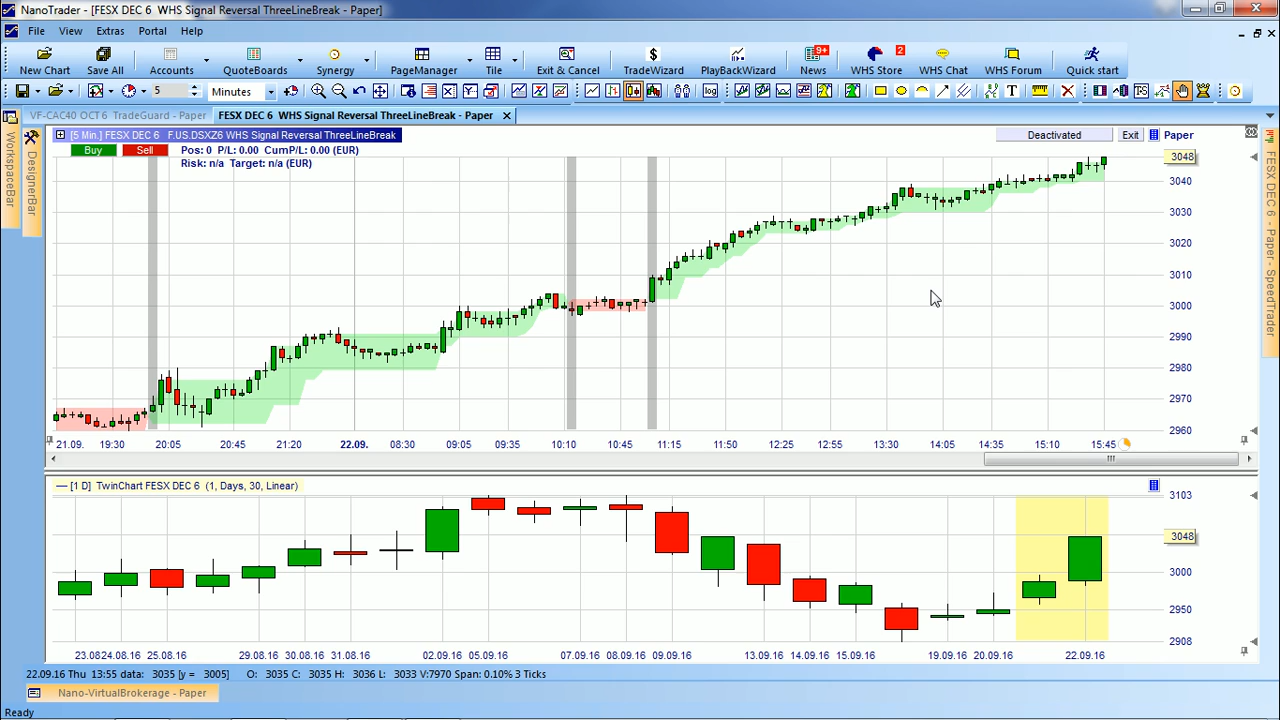 NanoTrader - [FESX DEC 6  WHS Signal Reversal ThreeLineBreak - Paper]
File View Extras Portal Help
New Chart Save All Accounts QuoteBoards Synergy PageManager Tile Exit & Cancel TradeWizard PlayBackWizard 9+ News 2 WHS Store WHS Chat WHS Forum Quick start
5 Minutes log TS T
VF-CAC40 OCT 6 TradeGuard - Paper FESX DEC 6  WHS Signal Reversal ThreeLineBreak - Paper
WorkspaceBar
DesignerBar
[5 Min.] FESX DEC 6  F.US.DSXZ6 WHS Signal Reversal ThreeLineBreak
Deactivated Exit Paper
Buy Sell Pos: 0 P/L: 0.00 CumP/L: 0.00 (EUR)
Risk: n/a Target: n/a (EUR)
3048
3040
3030
3020
3010
3000
2990
2980
2970
2960
21.09. 19:30 20:05 20:45 21:20 22.09. 08:30 09:05 09:35 10:10 10:45 11:15 11:50 12:25 12:55 13:30 14:05 14:35 15:10 15:45
FESX DEC 6 - Paper - SpeedTrader
[1 D] TwinChart FESX DEC 6 (1, Days, 30, Linear)
3103
3048
3000
2950
2908
23.08 24.08.16 25.08.16 29.08.16 30.08.16 31.08.16 02.09.16 05.09.16 07.09.16 08.09.16 09.09.16 13.09.16 14.09.16 15.09.16 19.09.16 20.09.16 22.09.16
22.09.16 Thu 13:55 data: 3035 [y = 3005] O: 3035 C: 3035 H: 3036 L: 3033 V:7970 Span: 0.10% 3 Ticks
Nano-VirtualBrokerage - Paper
Ready